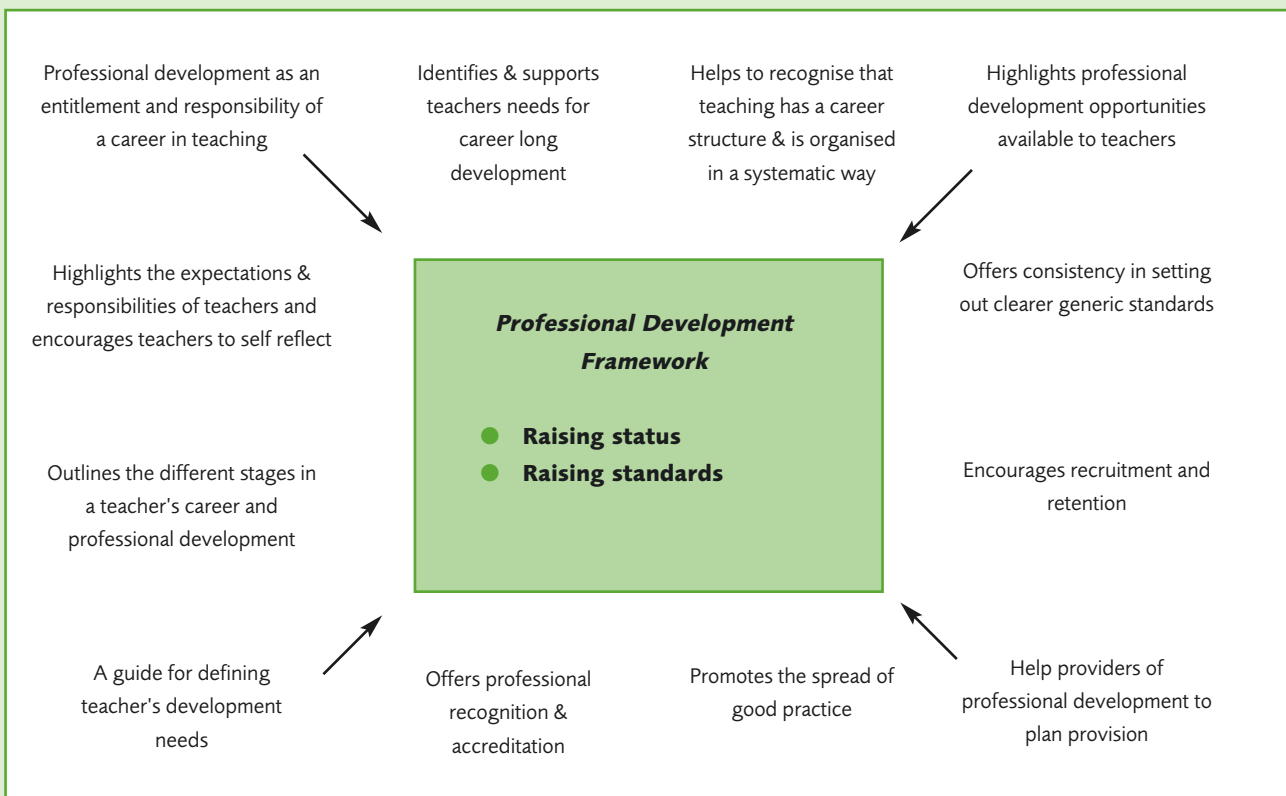 Professional development as an
entitlement and responsibility of
a career in teaching
Identifies & supports
teachers needs for
career long
development
Helps to recognise that
teaching has a career
structure & is organised
in a systematic way
Highlights professional
development opportunities
available to teachers
Highlights the expectations &
responsibilities of teachers and
encourages teachers to self reflect
Professional Development
Framework
Raising status
Raising standards
Offers consistency in setting
out clearer generic standards
Outlines the different stages in
a teacher's career and
professional development
Encourages recruitment and
retention
A guide for defining
teacher's development
needs
Offers professional
recognition &
accreditation
Promotes the spread of
good practice
Help providers of
professional development to
plan provision